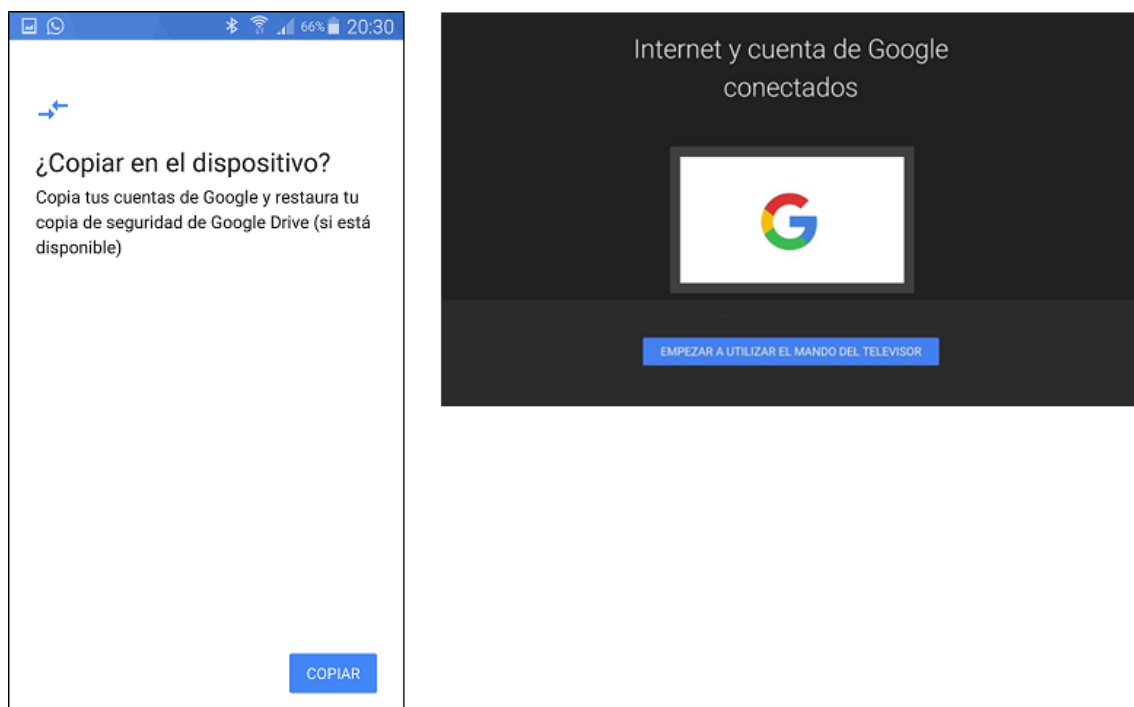 66% 20:30
¿Copiar en el dispositivo?
Copia tus cuentas de Google y restaura tu
copia de seguridad de Google Drive (si está
disponible)
COPIAR
Internet y cuenta de Google
conectados
G
EMPEZAR A UTILIZAR EL MANDO DEL TELEVISOR